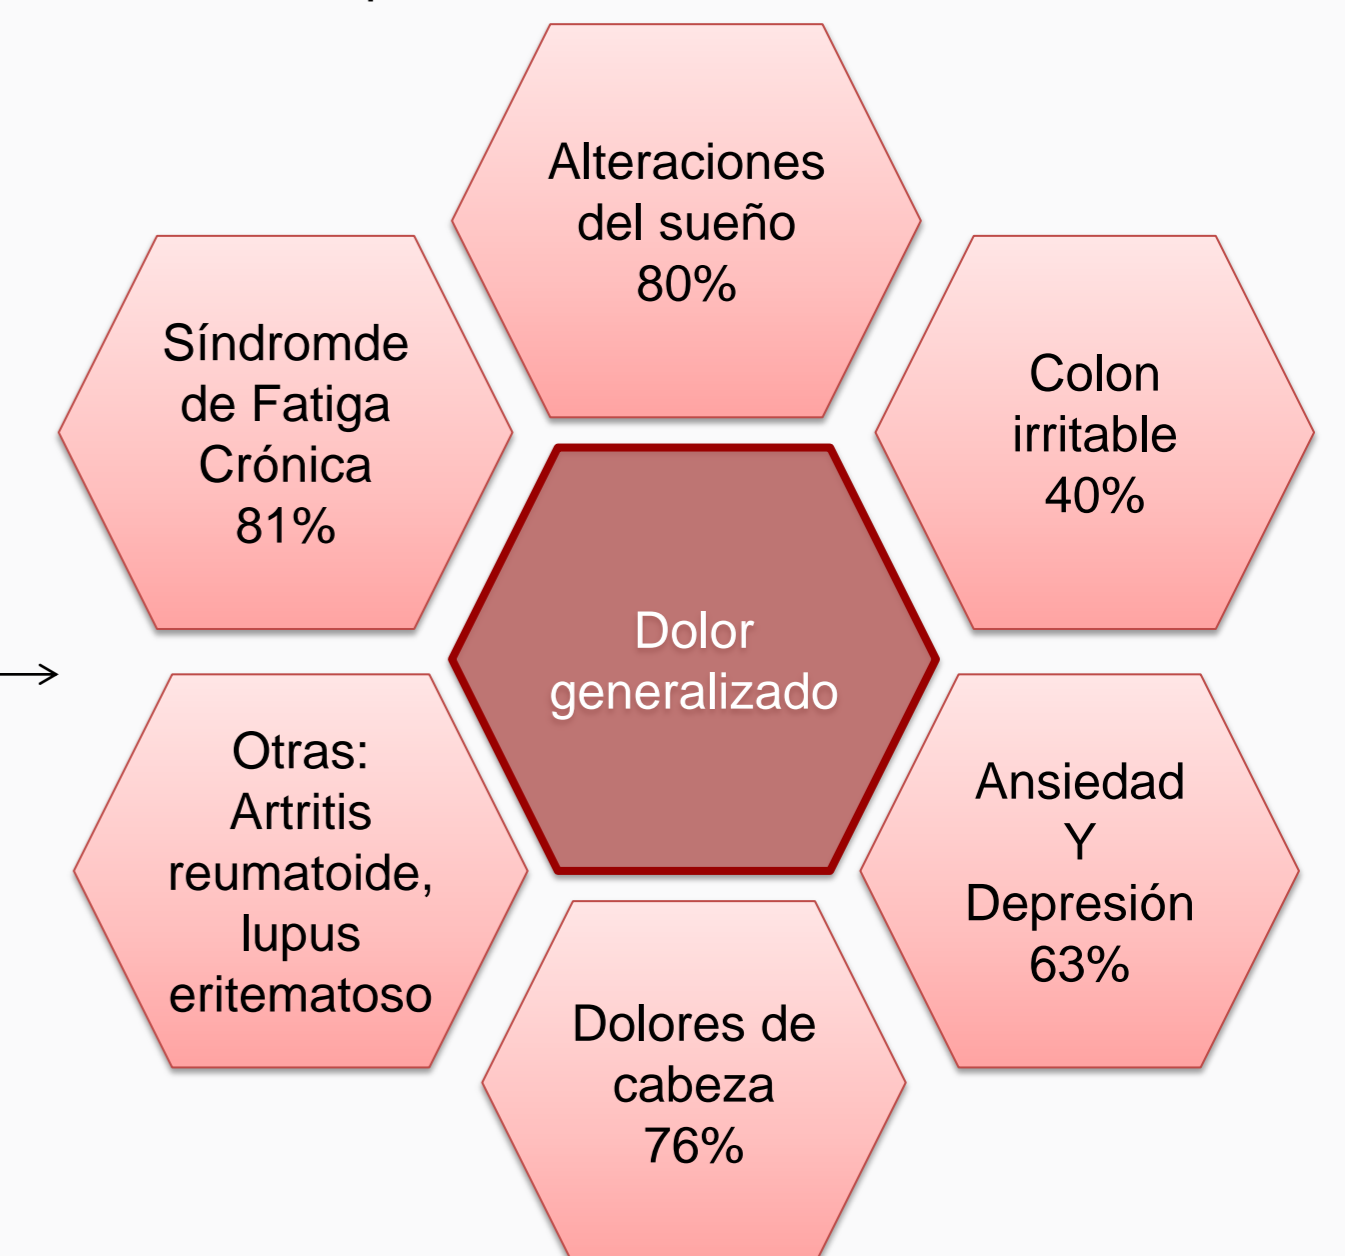 Alteraciones
del sueño
80%
Síndromde
de Fatiga
Crónica
81%
Colon
irritable
40%
Dolor
generalizado
Otras:
Artritis
reumatoide,
lupus
eritematoso
Ansiedad
Y
Depresión
63%
Dolores de
cabeza
76%